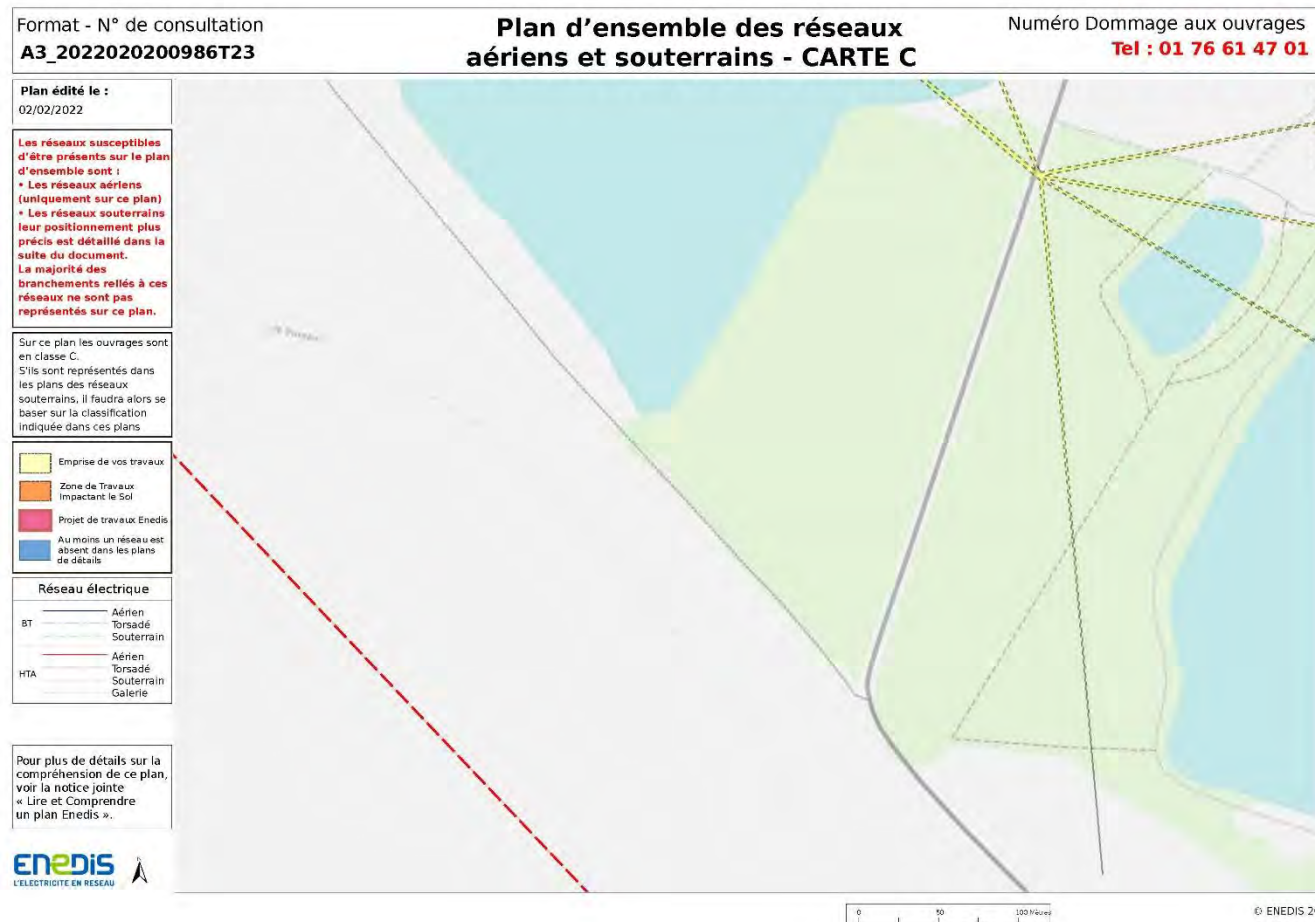 Format - N° de consultation
A3_2022020200986T23
Plan d’ensemble des réseaux
aériens et souterrains - CARTE C
Numéro Dommage aux ouvrages
Tel : 01 76 61 47 01
Plan édité le :
02/02/2022
Les réseaux susceptibles
d'être présents sur le plan
d'ensemble sont :
• Les réseaux aériens
(uniquement sur ce plan)
• Les réseaux souterrains
leur positionnement plus
précis est détaillé dans la
suite du document.
La majorité des
branchements rellés à ces
réseaux ne sont pas
représentés sur ce plan.
Sur ce plan les ouvrages sont
en classe C.
S'ils sont représentés dans
les plans des réseaux
souterrains, il faudra alors se
baser sur la classification
indiquée dans ces plans
Emprise de vos travaux
Zone de Travaux
Impactant le Sol
Projet de travaux Enedis
Au moins un réseau est
absent dans les plans
de détails
Réseau électrique
BT
Aérien
Torsadé
Souterrain
HTA
Aérien
Torsadé
Souterrain
Galerie
Pour plus de détails sur la
compréhension de ce plan,
voir la notice jointe
« Lire et Comprendre
un plan Enedis ».
ENEDIS
L'ELECTRICITE EN RESEAU
0 50 100 Mètres
© ENEDIS 2